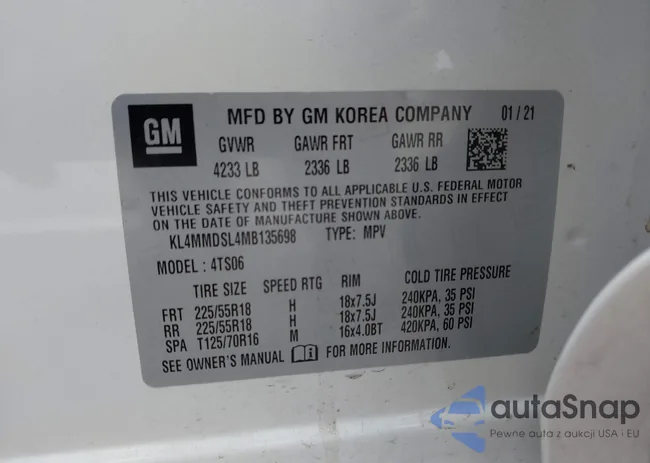 GM
MFD BY GM KOREA COMPANY 01 / 21
GVWR GAWR FRT GAWR RR
4233 LB 2336 LB 2336 LB
THIS VEHICLE CONFORMS TO ALL APPLICABLE U.S. FEDERAL MOTOR
VEHICLE SAFETY AND THEFT PREVENTION STANDARDS IN EFFECT
ON THE DATE OF MANUFACTURE SHOWN ABOVE.
KL4MMDSL4MB135698 TYPE: MPV
MODEL : 4TS06
TIRE SIZE SPEED RTG RIM COLD TIRE PRESSURE
FRT 225/55R18 H 18x7.5J 240KPA, 35 PSI
RR 225/55R18 H 18x7.5J 240KPA, 35 PSI
SPA T125/70R16 M 16x4.0BT 420KPA, 60 PSI
SEE OWNER'S MANUAL FOR MORE INFORMATION.
autaSnap
Pewne auta z aukcji USA i EU